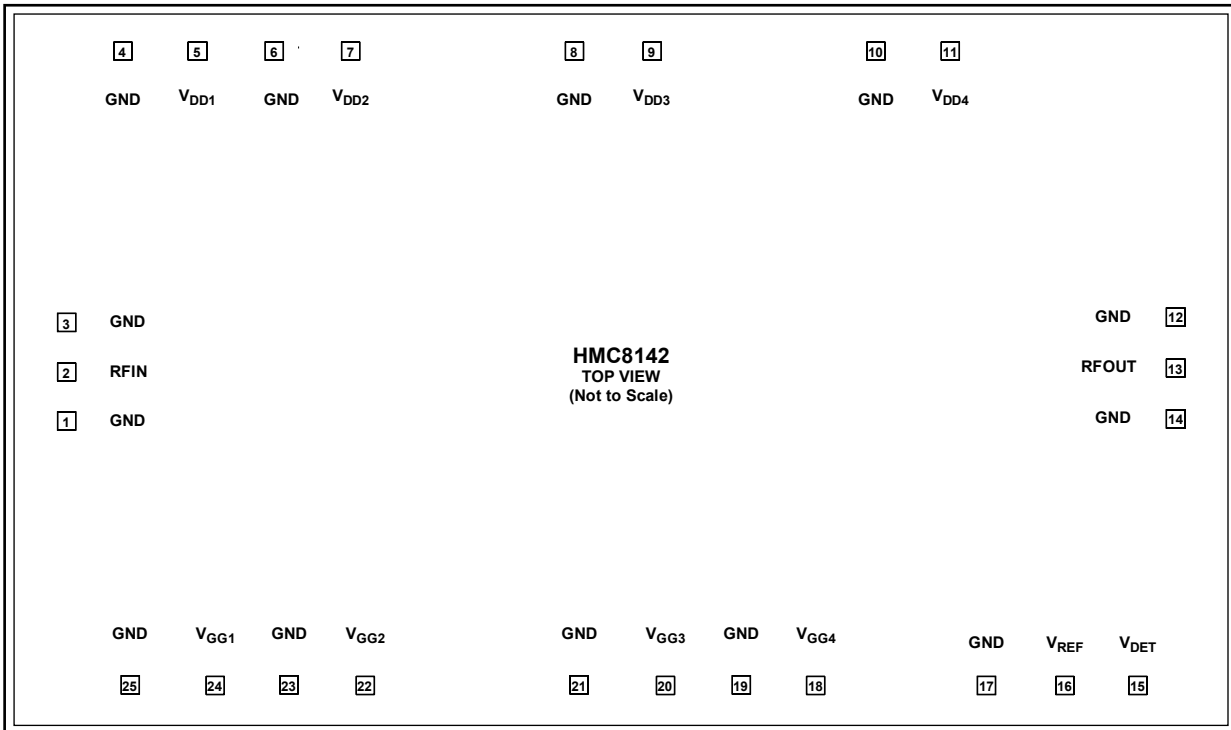 4 5 6 7 8 9 10 11
GND VDD1 GND VDD2 GND VDD3 GND VDD4
3 GND GND 12
HMC8142
2 RFIN TOP VIEW RFOUT 13
(Not to Scale)
1 GND GND 14
GND VGG1 GND VGG2 GND VGG3 GND VGG4 GND VREF VDET
25 24 23 22 21 20 19 18 17 16 15